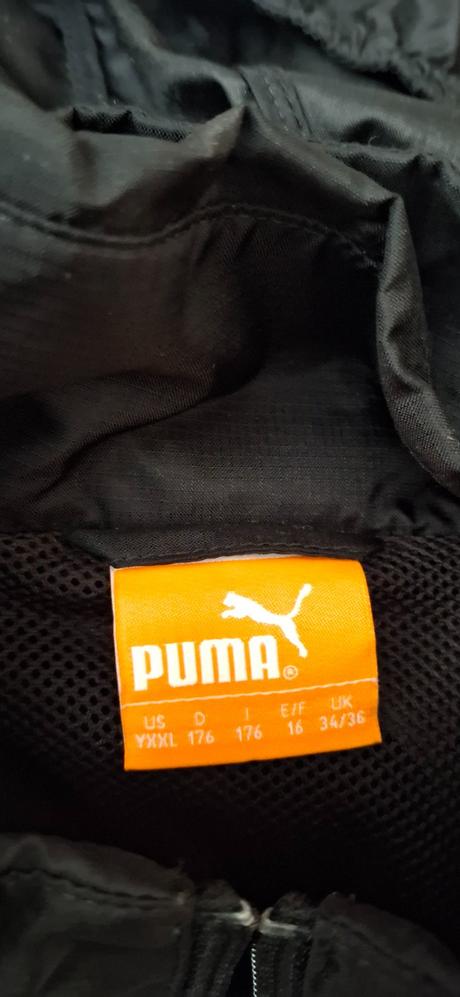 PUMA®
US D I E/F UK
YXXL 176 176 16 34/36